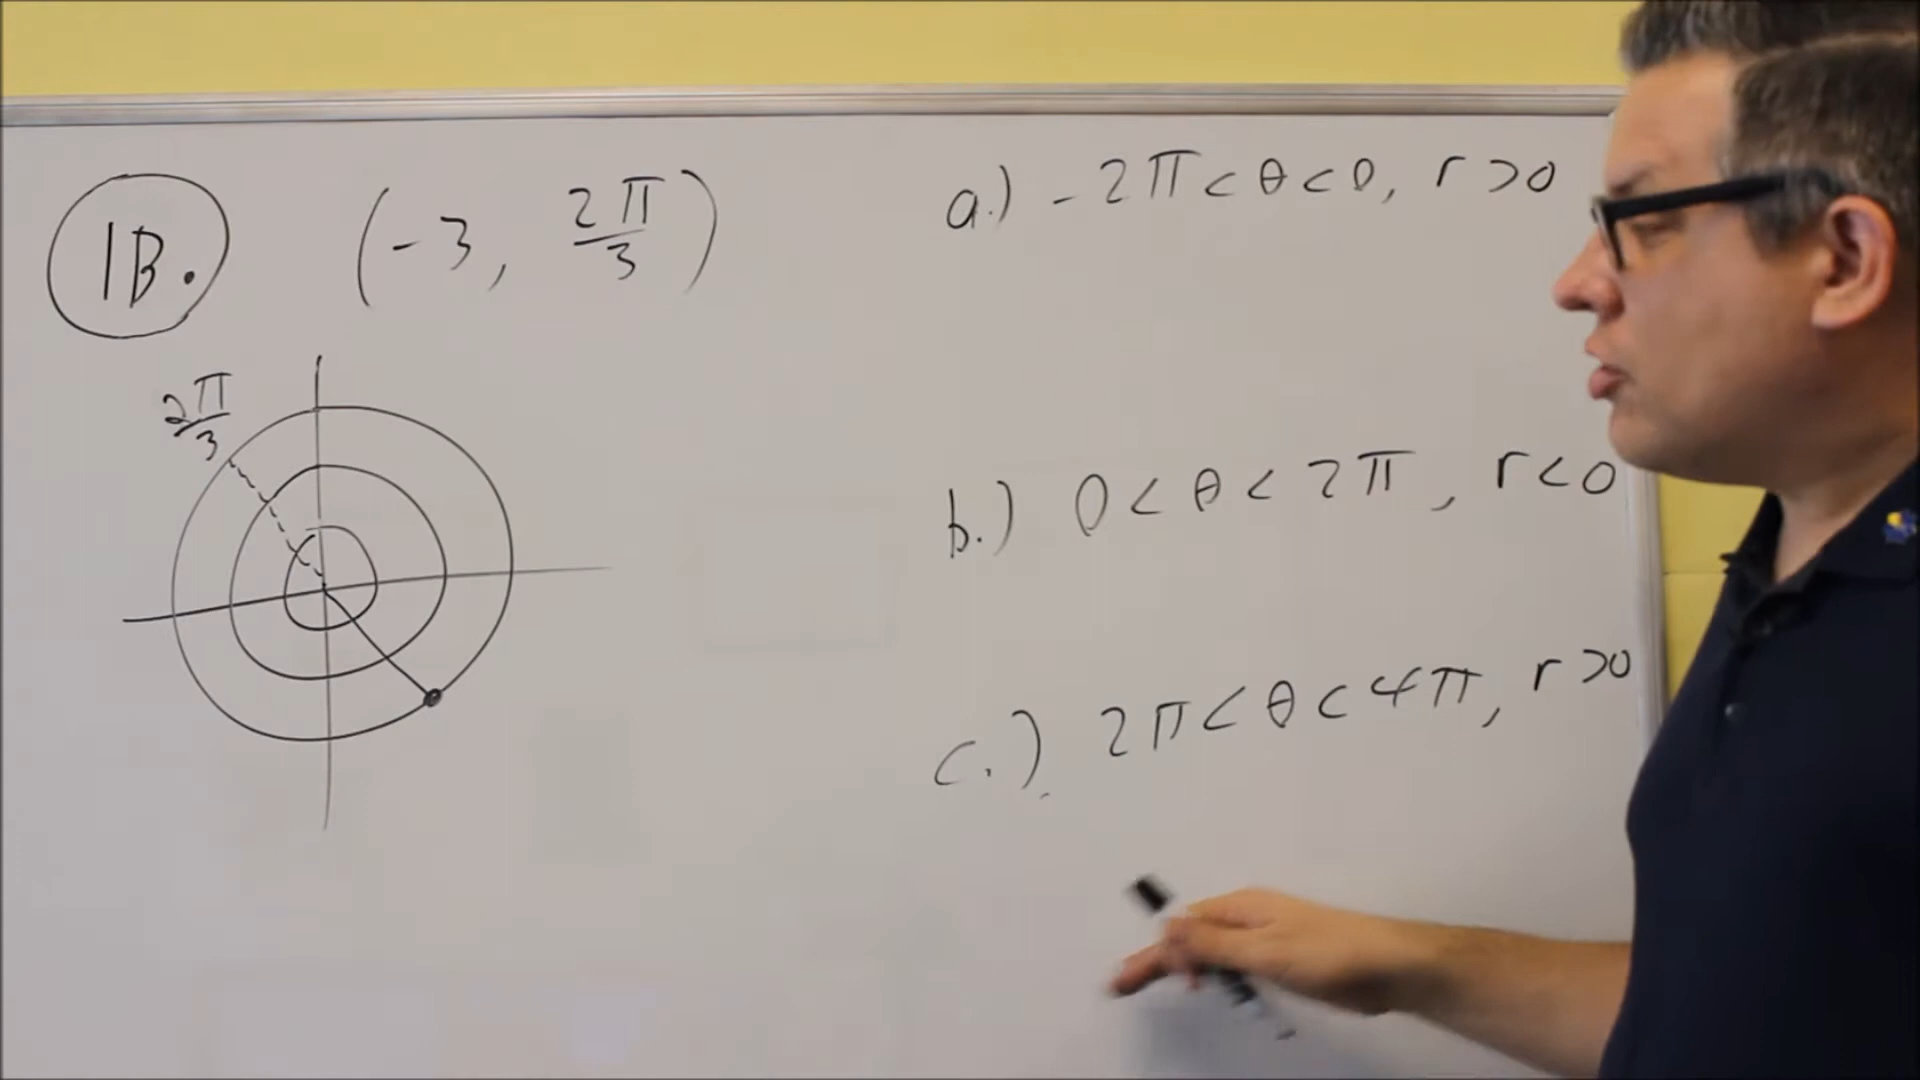 1B. (-3, 2π/3)
2π/3
a.) -2π<θ<0, r>0
b.) 0<θ<2π, r<0
c.) 2π<θ<4π, r>0